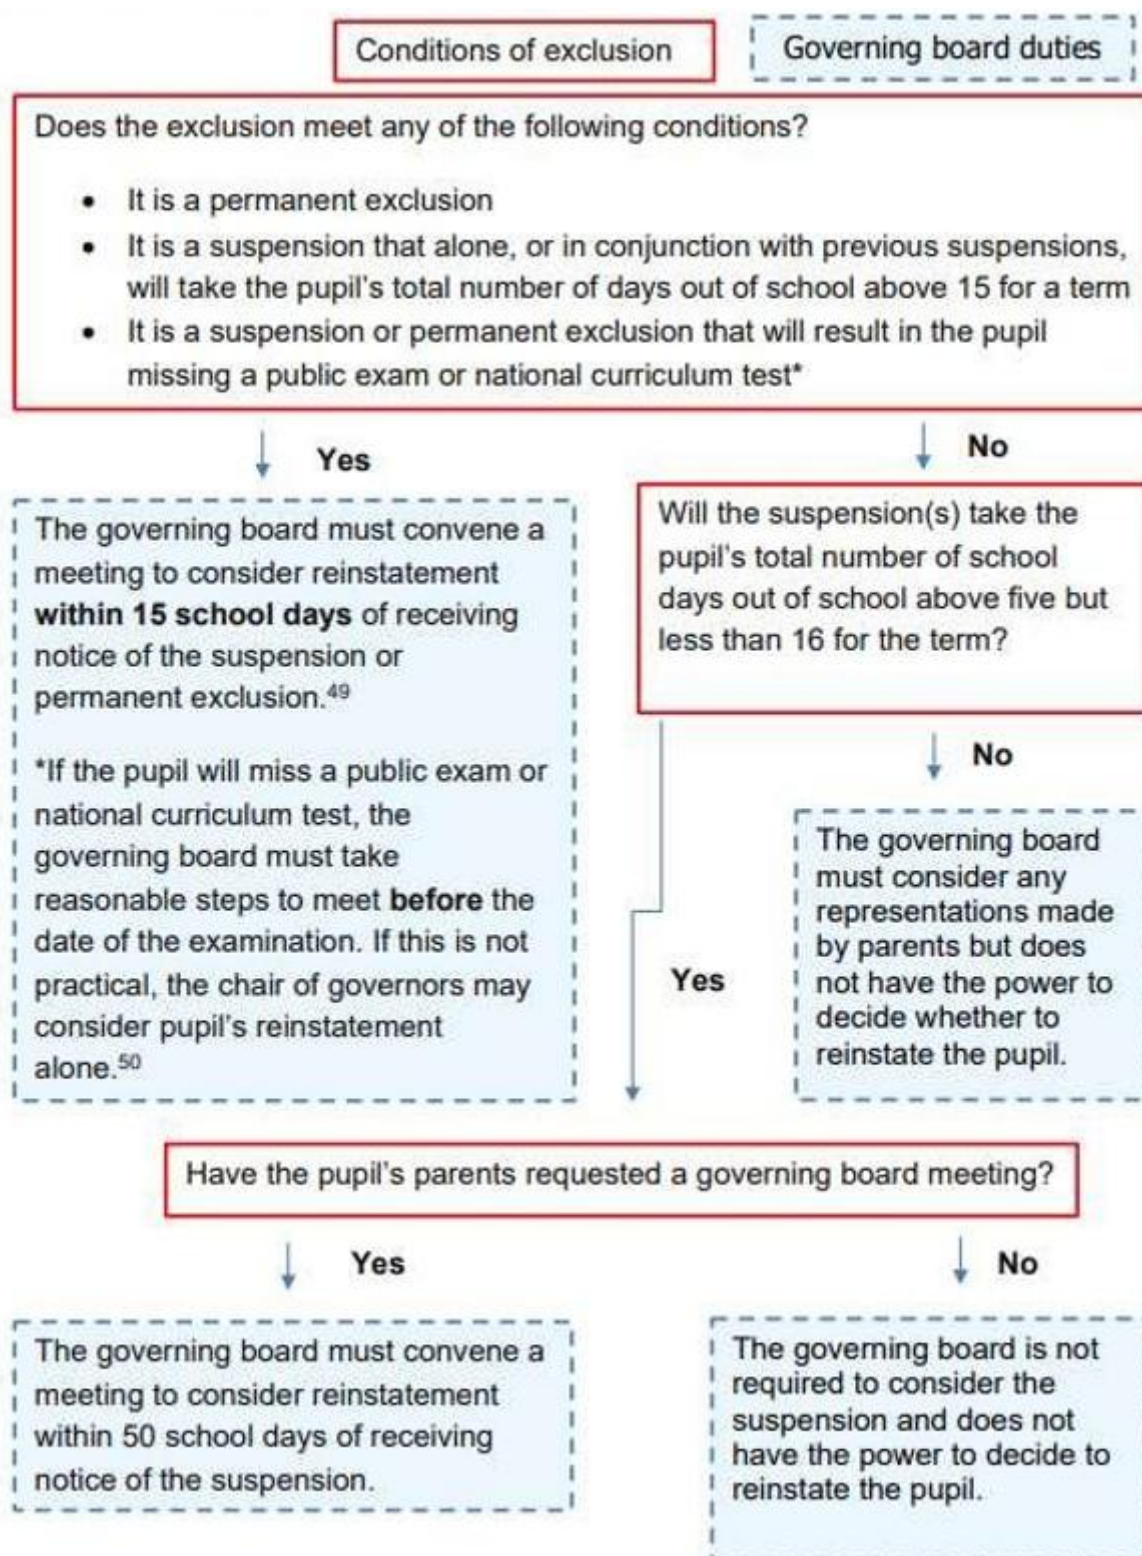 Conditions of exclusion
Governing board duties
Does the exclusion meet any of the following conditions?
• It is a permanent exclusion
• It is a suspension that alone, or in conjunction with previous suspensions,
will take the pupil's total number of days out of school above 15 for a term
• It is a suspension or permanent exclusion that will result in the pupil
missing a public exam or national curriculum test*
Yes
No
The governing board must convene a
meeting to consider reinstatement
within 15 school days of receiving
notice of the suspension or
permanent exclusion.49
*If the pupil will miss a public exam or
national curriculum test, the
governing board must take
reasonable steps to meet before the
date of the examination. If this is not
practical, the chair of governors may
consider pupil's reinstatement
alone.50
Will the suspension(s) take the
pupil's total number of school
days out of school above five but
less than 16 for the term?
No
The governing board
must consider any
representations made
by parents but does
not have the power to
decide whether to
reinstate the pupil.
Yes
Have the pupil's parents requested a governing board meeting?
Yes
No
The governing board must convene a
meeting to consider reinstatement
within 50 school days of receiving
notice of the suspension.
The governing board is not
required to consider the
suspension and does not
have the power to decide to
reinstate the pupil.